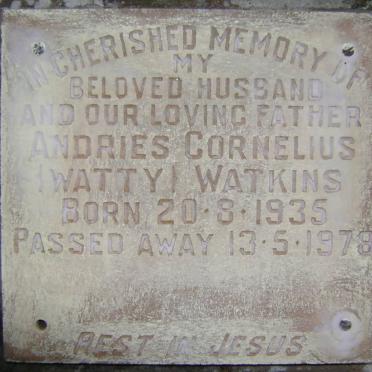 IN CHERISHED MEMORY OF
MY
BELOVED HUSBAND
AND OUR LOVING FATHER
ANDRIES CORNELIUS
(WATTY) WATKINS
BORN 20·8·1935
PASSED AWAY 13·5·1978
REST IN JESUS